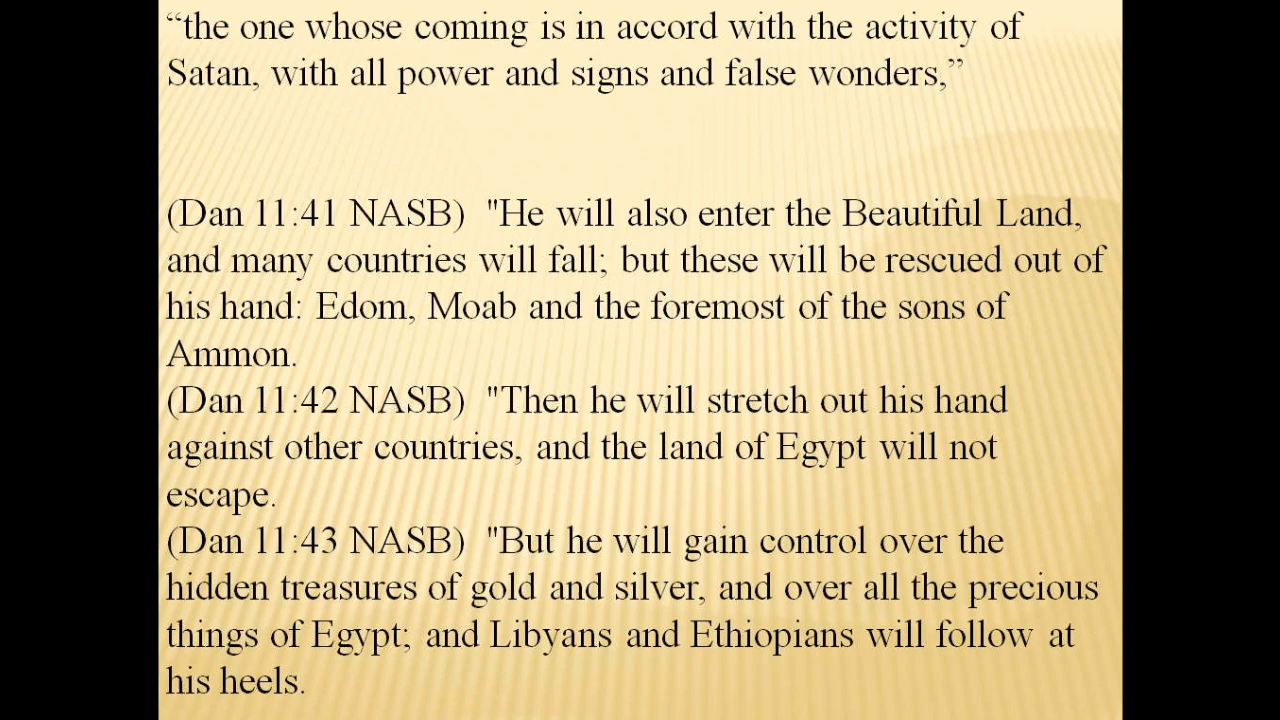 “the one whose coming is in accord with the activity of
Satan, with all power and signs and false wonders,”
(Dan 11:41 NASB)  "He will also enter the Beautiful Land,
and many countries will fall; but these will be rescued out of
his hand: Edom, Moab and the foremost of the sons of
Ammon.
(Dan 11:42 NASB)  "Then he will stretch out his hand
against other countries, and the land of Egypt will not
escape.
(Dan 11:43 NASB)  "But he will gain control over the
hidden treasures of gold and silver, and over all the precious
things of Egypt; and Libyans and Ethiopians will follow at
his heels.